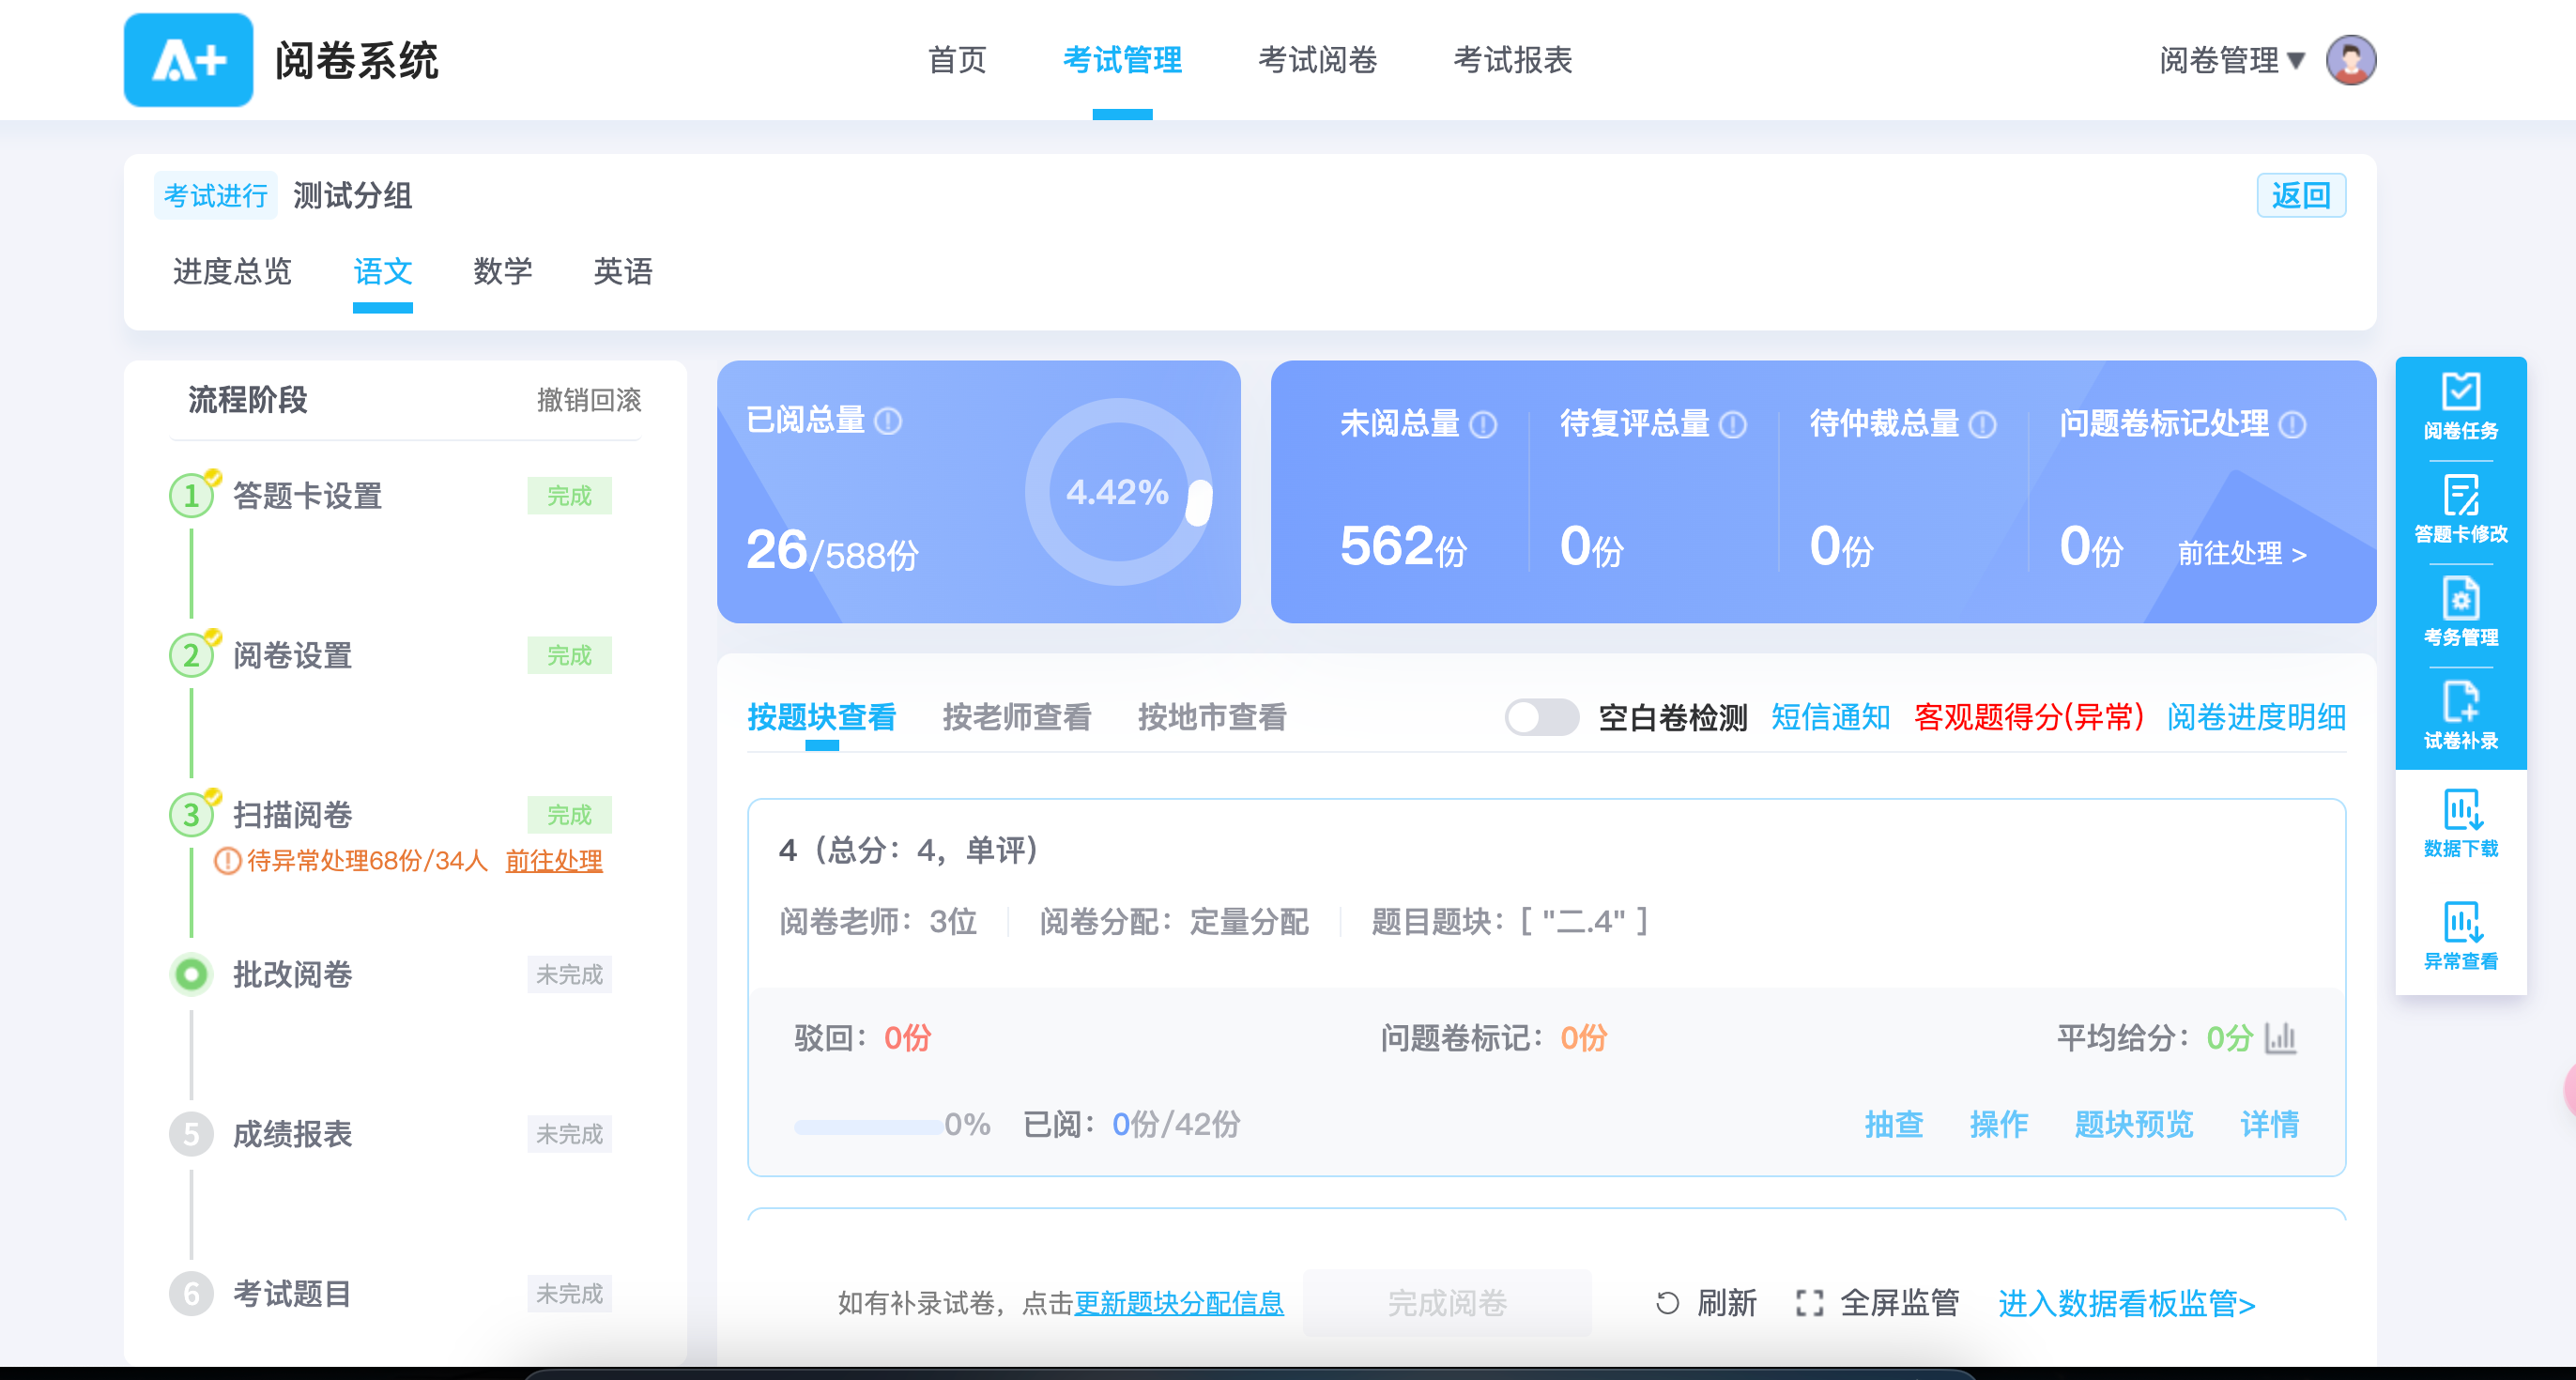 A+ 阅卷系统 首页 考试管理 考试阅卷 考试报表 阅卷管理
考试进行 测试分组 返回
进度总览 语文 数学 英语
流程阶段 撤销回滚
1 答题卡设置 完成
2 阅卷设置 完成
3 扫描阅卷 完成
待异常处理68份/34人 前往处理
批改阅卷 未完成
5 成绩报表 未完成
6 考试题目 未完成
已阅总量
4.42%
26/588份
未阅总量 待复评总量 待仲裁总量 问题卷标记处理
562份 0份 0份 0份 前往处理 >
按题块查看 按老师查看 按地市查看 空白卷检测 短信通知 客观题得分(异常) 阅卷进度明细
4（总分：4，单评）
阅卷老师：3位 阅卷分配：定量分配 题目题块：[ "二.4" ]
驳回：0份 问题卷标记：0份 平均给分：0分
0% 已阅：0份/42份 抽查 操作 题块预览 详情
如有补录试卷，点击更新题块分配信息 完成阅卷 刷新 全屏监管 进入数据看板监管>
阅卷任务
答题卡修改
考务管理
试卷补录
数据下载
异常查看